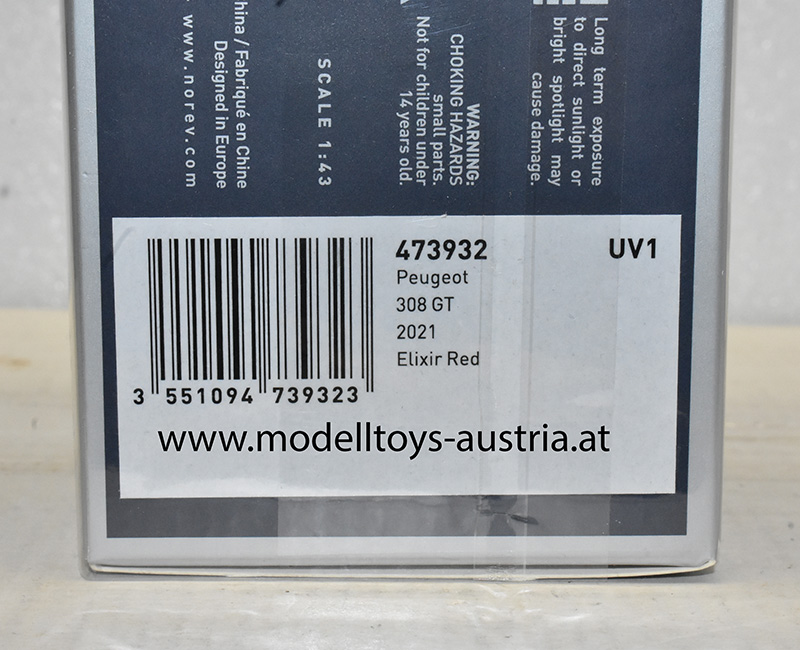 Long term exposure
to direct sunlight or
bright spotlight may
cause damage.
WARNING:
CHOKING HAZARDS
small parts.
Not for children under
14 years old.
SCALE 1:43
/ Fabriqué en Chine
Designed in Europe
www.norev.com
473932
UV1
Peugeot
308 GT
2021
Elixir Red
3 551094 739323
www.modelltoys-austria.at